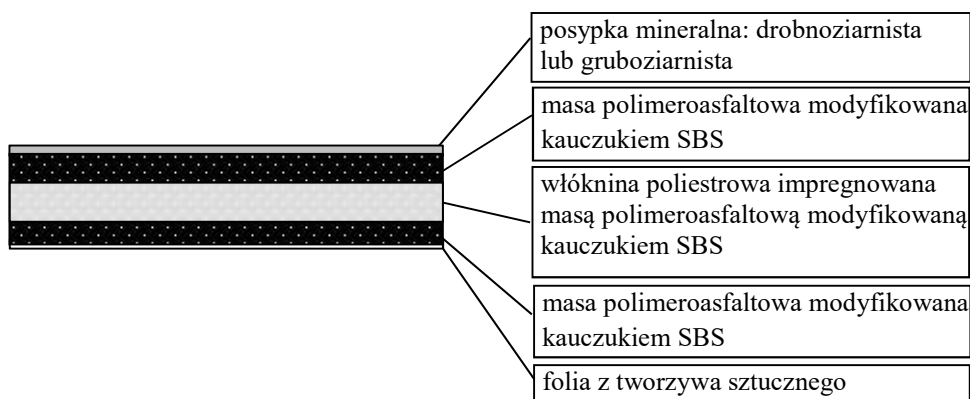 posypka mineralna: drobnoziarnista
lub gruboziarnista
masa polimeroasfaltowa modyfikowana
kauczukiem SBS
włóknina poliestrowa impregnowana
masą polimeroasfaltową modyfikowaną
kauczukiem SBS
masa polimeroasfaltowa modyfikowana
kauczukiem SBS
folia z tworzywa sztucznego